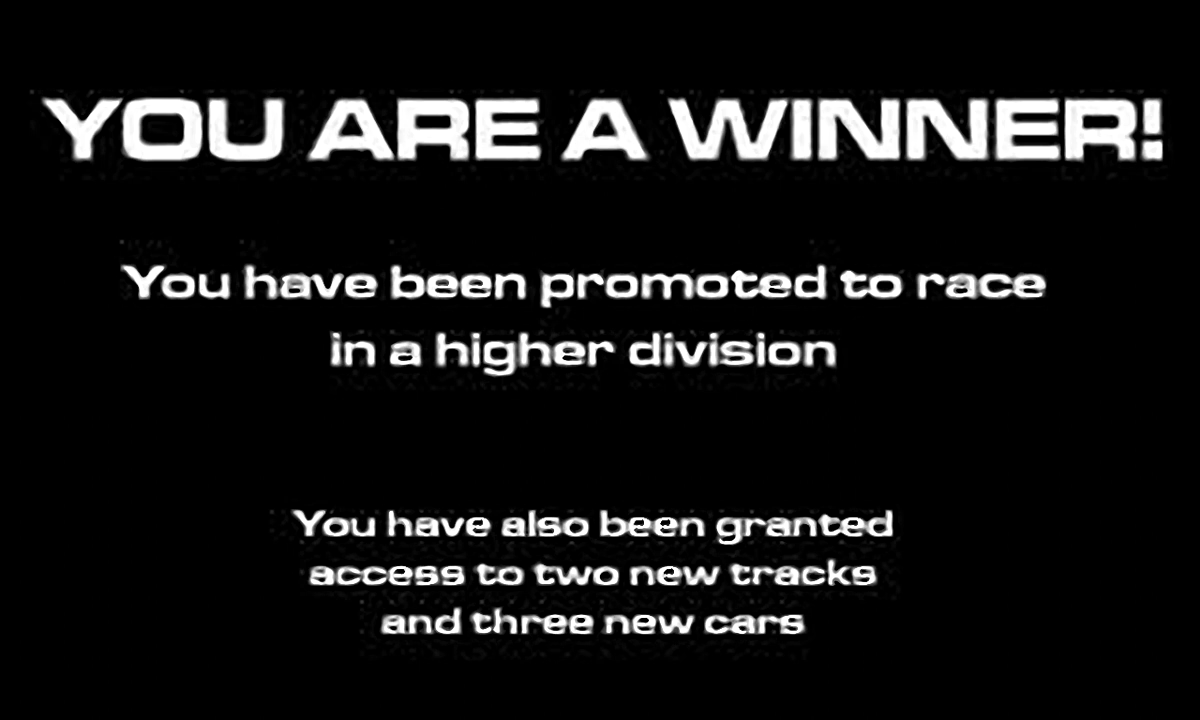 YOU ARE A WINNER!
You have been promoted to race
in a higher division
You have also been granted
access to two new tracks
and three new cars